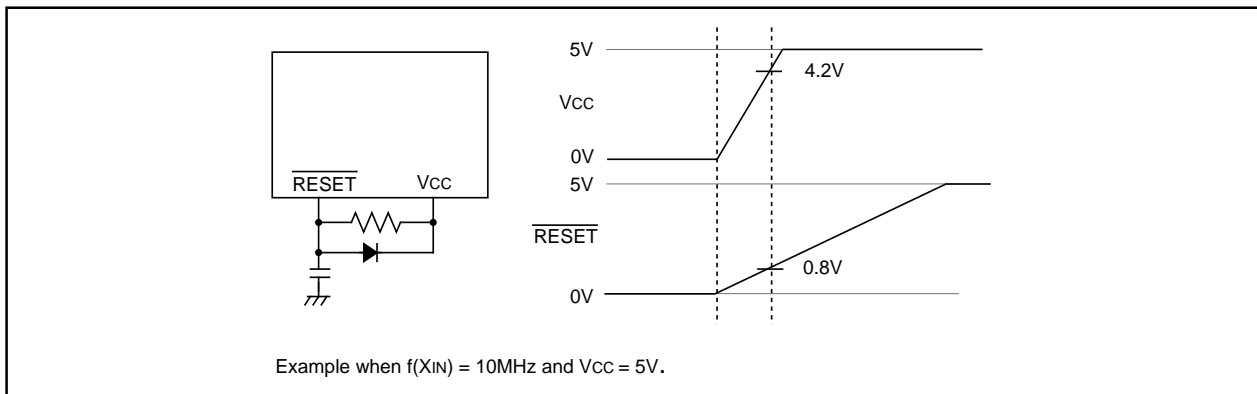 RESET VCC
5V
4.2V
VCC
0V
5V
RESET
0.8V
0V
Example when f(XIN) = 10MHz and VCC = 5V.